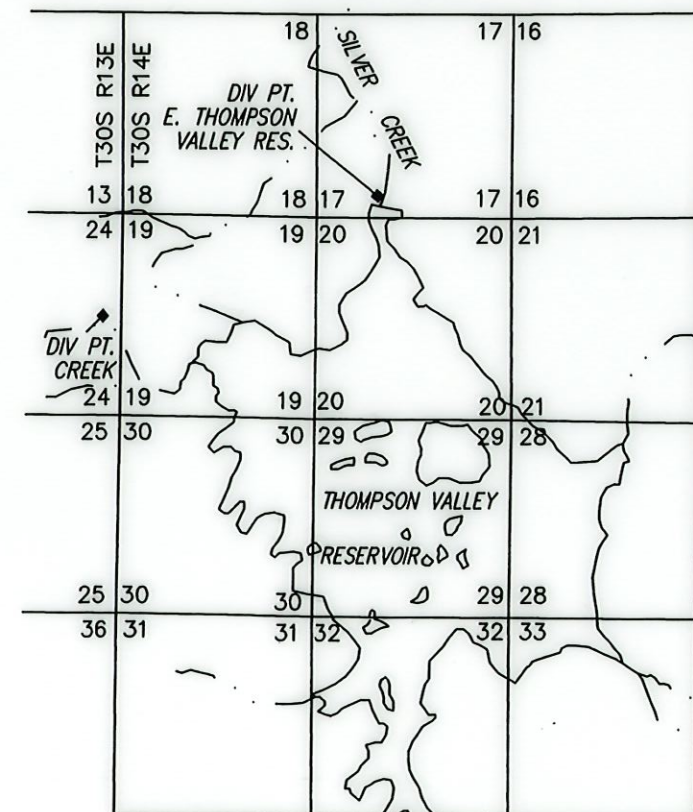 18
17 16
T30S R13E
T30S R14E
SILVER
CREEK
DIV PT.
E. THOMPSON
VALLEY RES.
13 18
18 17
17 16
24 19
19 20
20 21
DIV PT.
CREEK
24 19
19 20
20 21
25 30
30 29
29 28
THOMPSON VALLEY
RESERVOIR
25 30
30
29 28
36 31
31 32
32 33